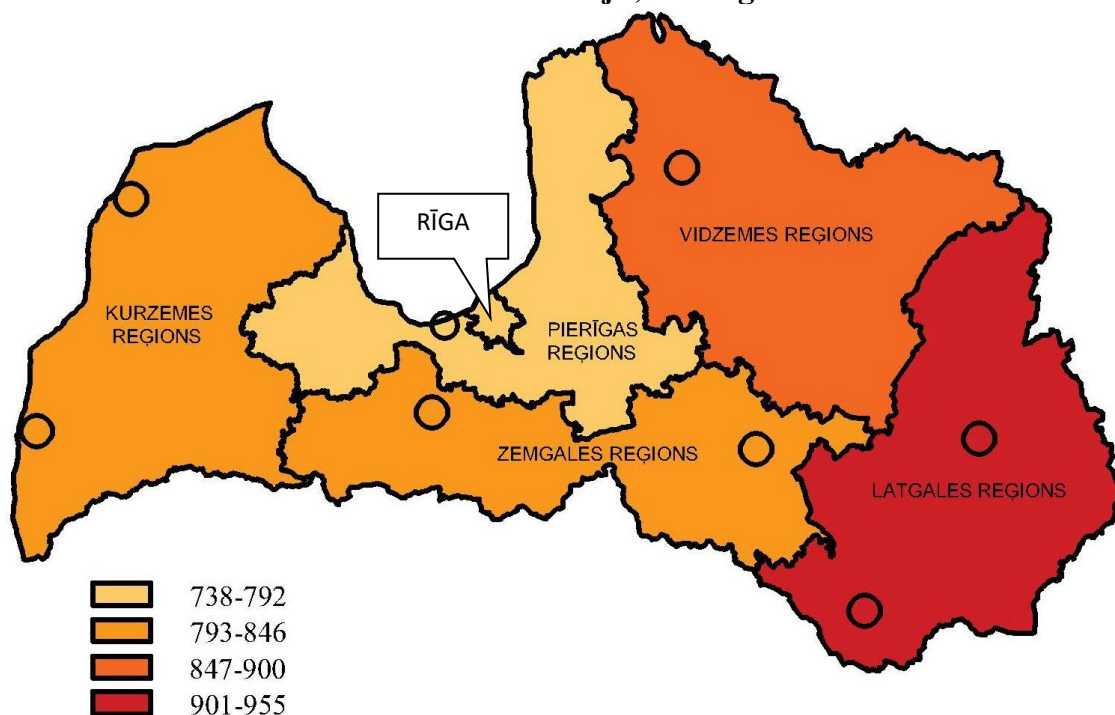 RĪGA
VIDZEMES REĢIONS
KURZEMES
REĢIONS
PIERĪGAS
REĢIONS
ZEMGALES REĢIONS
LATGALES REĢIONS
738-792
793-846
847-900
901-955